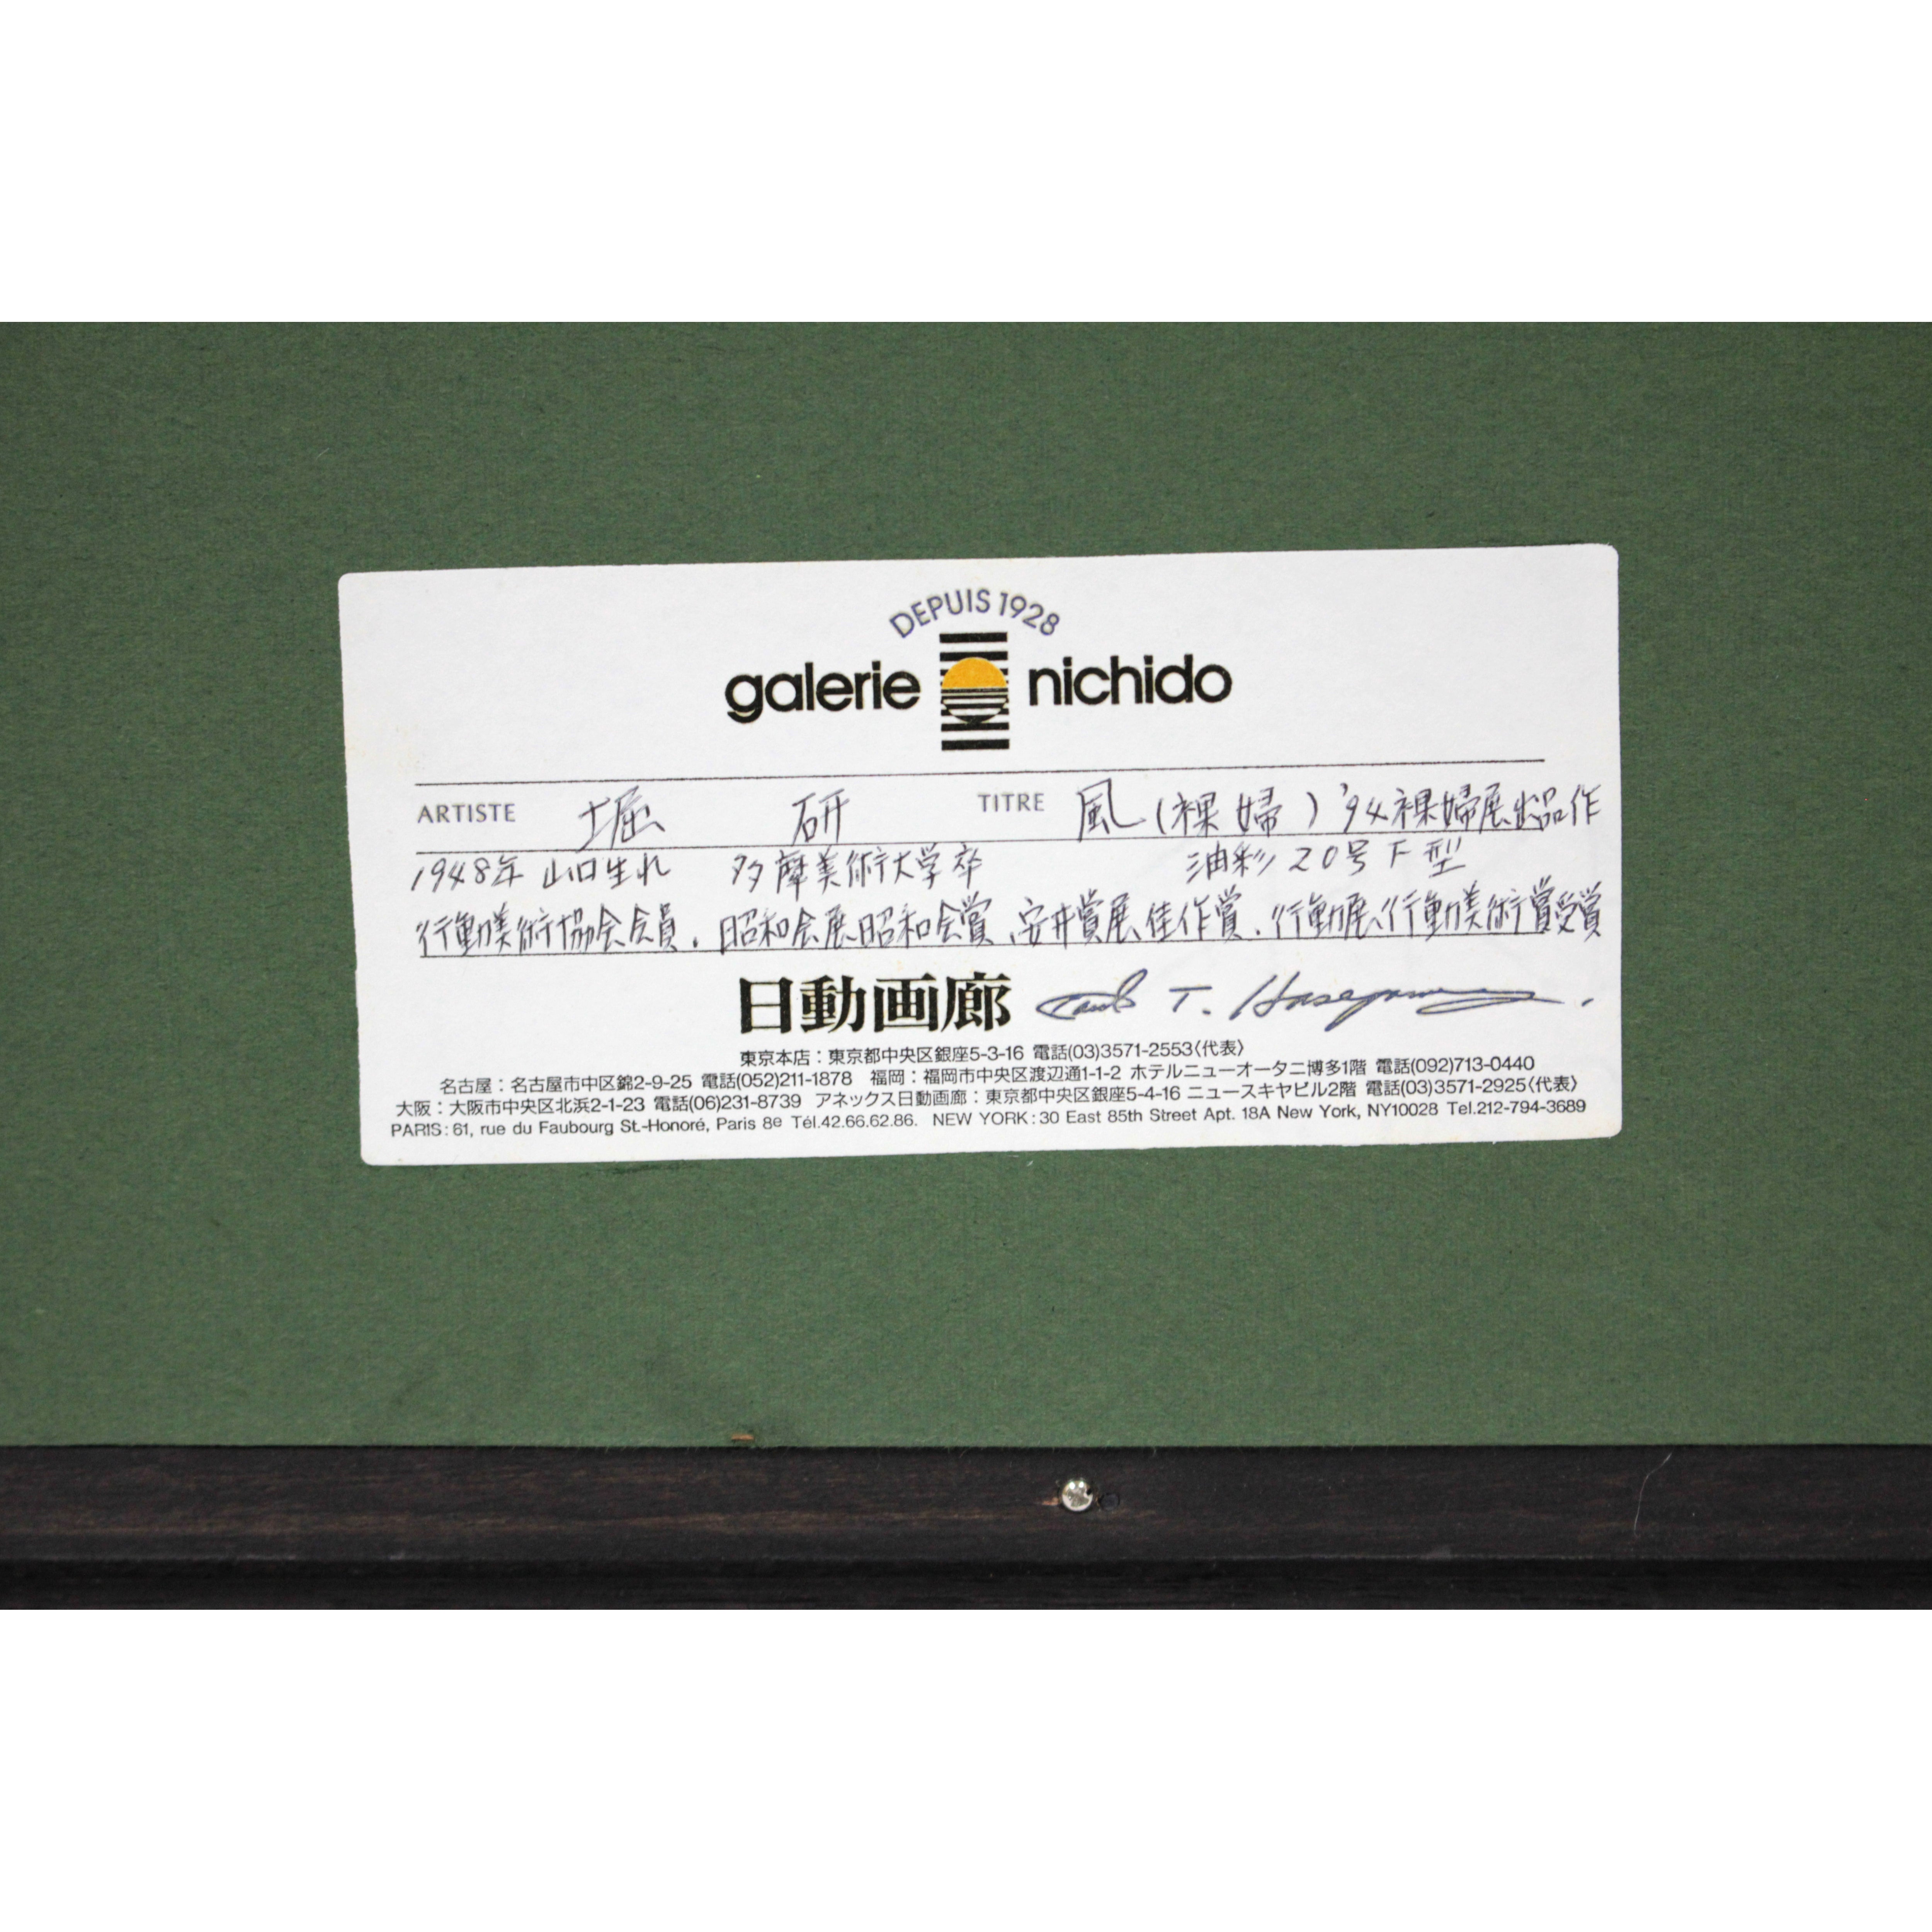 DEPUIS 1928
galerie nichido
ARTISTE 堀 研 TITRE 風(裸婦) '94裸婦展出品作
1948年 山口生れ 多摩美術大学卒 油彩 20号 F型
行動美術協会会員.昭和会展昭和会賞、安井賞展佳作賞.行動展、行動美術賞受賞
日動画廊 T. Hasegawa.
東京本店:東京都中央区銀座5-3-16 電話(03)3571-2553〈代表〉
名古屋:名古屋市中区錦2-9-25 電話(052)211-1878 福岡:福岡市中央区渡辺通1-1-2 ホテルニューオータニ博多1階 電話(092)713-0440
大阪:大阪市中央区北浜2-1-23 電話(06)231-8739 アネックス日動画廊:東京都中央区銀座5-4-16 ニュースキヤビル2階 電話(03)3571-2925〈代表〉
PARIS: 61, rue du Faubourg St.-Honoré, Paris 8e Tél.42.66.62.86. NEW YORK: 30 East 85th Street Apt. 18A New York, NY10028 Tel.212-794-3689